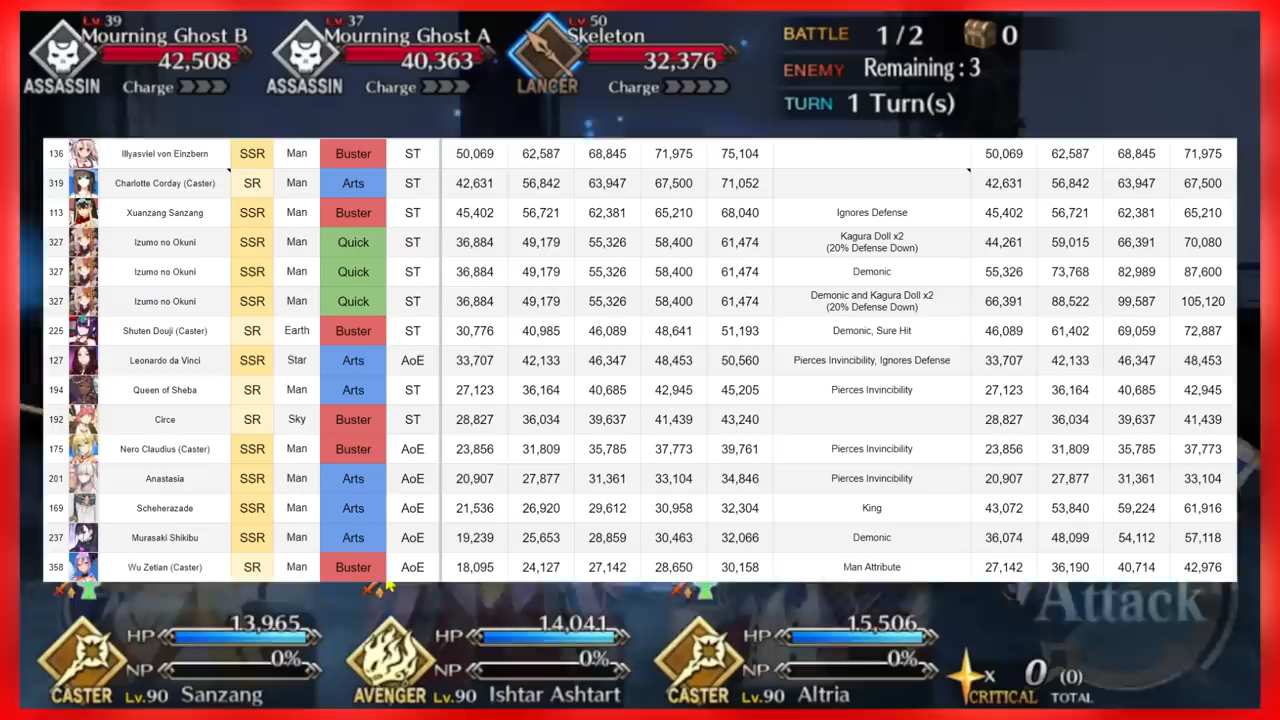 Lv. 39
Mourning Ghost B
42,508
ASSASSIN
Charge
Lv. 37
Mourning Ghost A
40,363
ASSASSIN
Charge
Lv. 50
Skeleton
32,376
LANCER
Charge
BATTLE 1/2 0
ENEMY Remaining : 3
TURN 1 Turn(s)
136 Illyasviel von Einzbern SSR Man Buster ST 50,069 62,587 68,845 71,975 75,104 50,069 62,587 68,845 71,975
319 Charlotte Corday (Caster) SR Man Arts ST 42,631 56,842 63,947 67,500 71,052 42,631 56,842 63,947 67,500
113 Xuanzang Sanzang SSR Man Buster ST 45,402 56,721 62,381 65,210 68,040 Ignores Defense 45,402 56,721 62,381 65,210
327 Izumo no Okuni SSR Man Quick ST 36,884 49,179 55,326 58,400 61,474 Kagura Doll x2 (20% Defense Down) 44,261 59,015 66,391 70,080
327 Izumo no Okuni SSR Man Quick ST 36,884 49,179 55,326 58,400 61,474 Demonic 55,326 73,768 82,989 87,600
327 Izumo no Okuni SSR Man Quick ST 36,884 49,179 55,326 58,400 61,474 Demonic and Kagura Doll x2 (20% Defense Down) 66,391 88,522 99,587 105,120
225 Shuten Douji (Caster) SR Earth Buster ST 30,776 40,985 46,089 48,641 51,193 Demonic, Sure Hit 46,089 61,402 69,059 72,887
127 Leonardo da Vinci SSR Star Arts AoE 33,707 42,133 46,347 48,453 50,560 Pierces Invincibility, Ignores Defense 33,707 42,133 46,347 48,453
194 Queen of Sheba SR Man Arts ST 27,123 36,164 40,685 42,945 45,205 Pierces Invincibility 27,123 36,164 40,685 42,945
192 Circe SR Sky Buster ST 28,827 36,034 39,637 41,439 43,240 28,827 36,034 39,637 41,439
175 Nero Claudius (Caster) SSR Man Buster AoE 23,856 31,809 35,785 37,773 39,761 Pierces Invincibility 23,856 31,809 35,785 37,773
201 Anastasia SSR Man Arts AoE 20,907 27,877 31,361 33,104 34,846 Pierces Invincibility 20,907 27,877 31,361 33,104
169 Scheherazade SSR Man Arts AoE 21,536 26,920 29,612 30,958 32,304 King 43,072 53,840 59,224 61,916
237 Murasaki Shikibu SSR Man Arts AoE 19,239 25,653 28,859 30,463 32,066 Demonic 36,074 48,099 54,112 57,118
358 Wu Zetian (Caster) SR Man Buster AoE 18,095 24,127 27,142 28,650 30,158 Man Attribute 27,142 36,190 40,714 42,976
Attack
HP 13,965
NP 0%
CASTER Lv.90 Sanzang
HP 14,041
NP 0%
AVENGER Lv.90 Ishtar Ashtart
HP 15,506
NP 0%
CASTER Lv.90 Altria
x 0 (0)
CRITICAL TOTAL